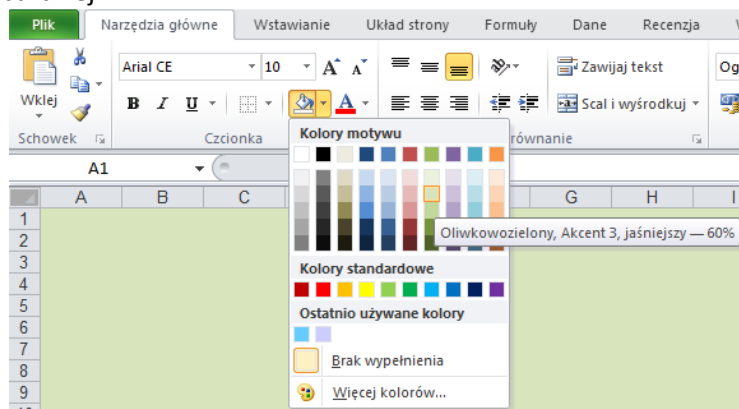 Plik Narzędzia główne Wstawianie Układ strony Formuły Dane Recenzja
Arial CE 10 A A Zawijaj tekst Og
Wklej B I U A Scal i wyśrodkuj
Schowek Czcionka równanie
Kolory motywu
A1
A B C G H I
1
2
Oliwkowozielony, Akcent 3, jaśniejszy — 60%
3
Kolory standardowe
4
5
Ostatnio używane kolory
6
7
Brak wypełnienia
8
9
Więcej kolorów...